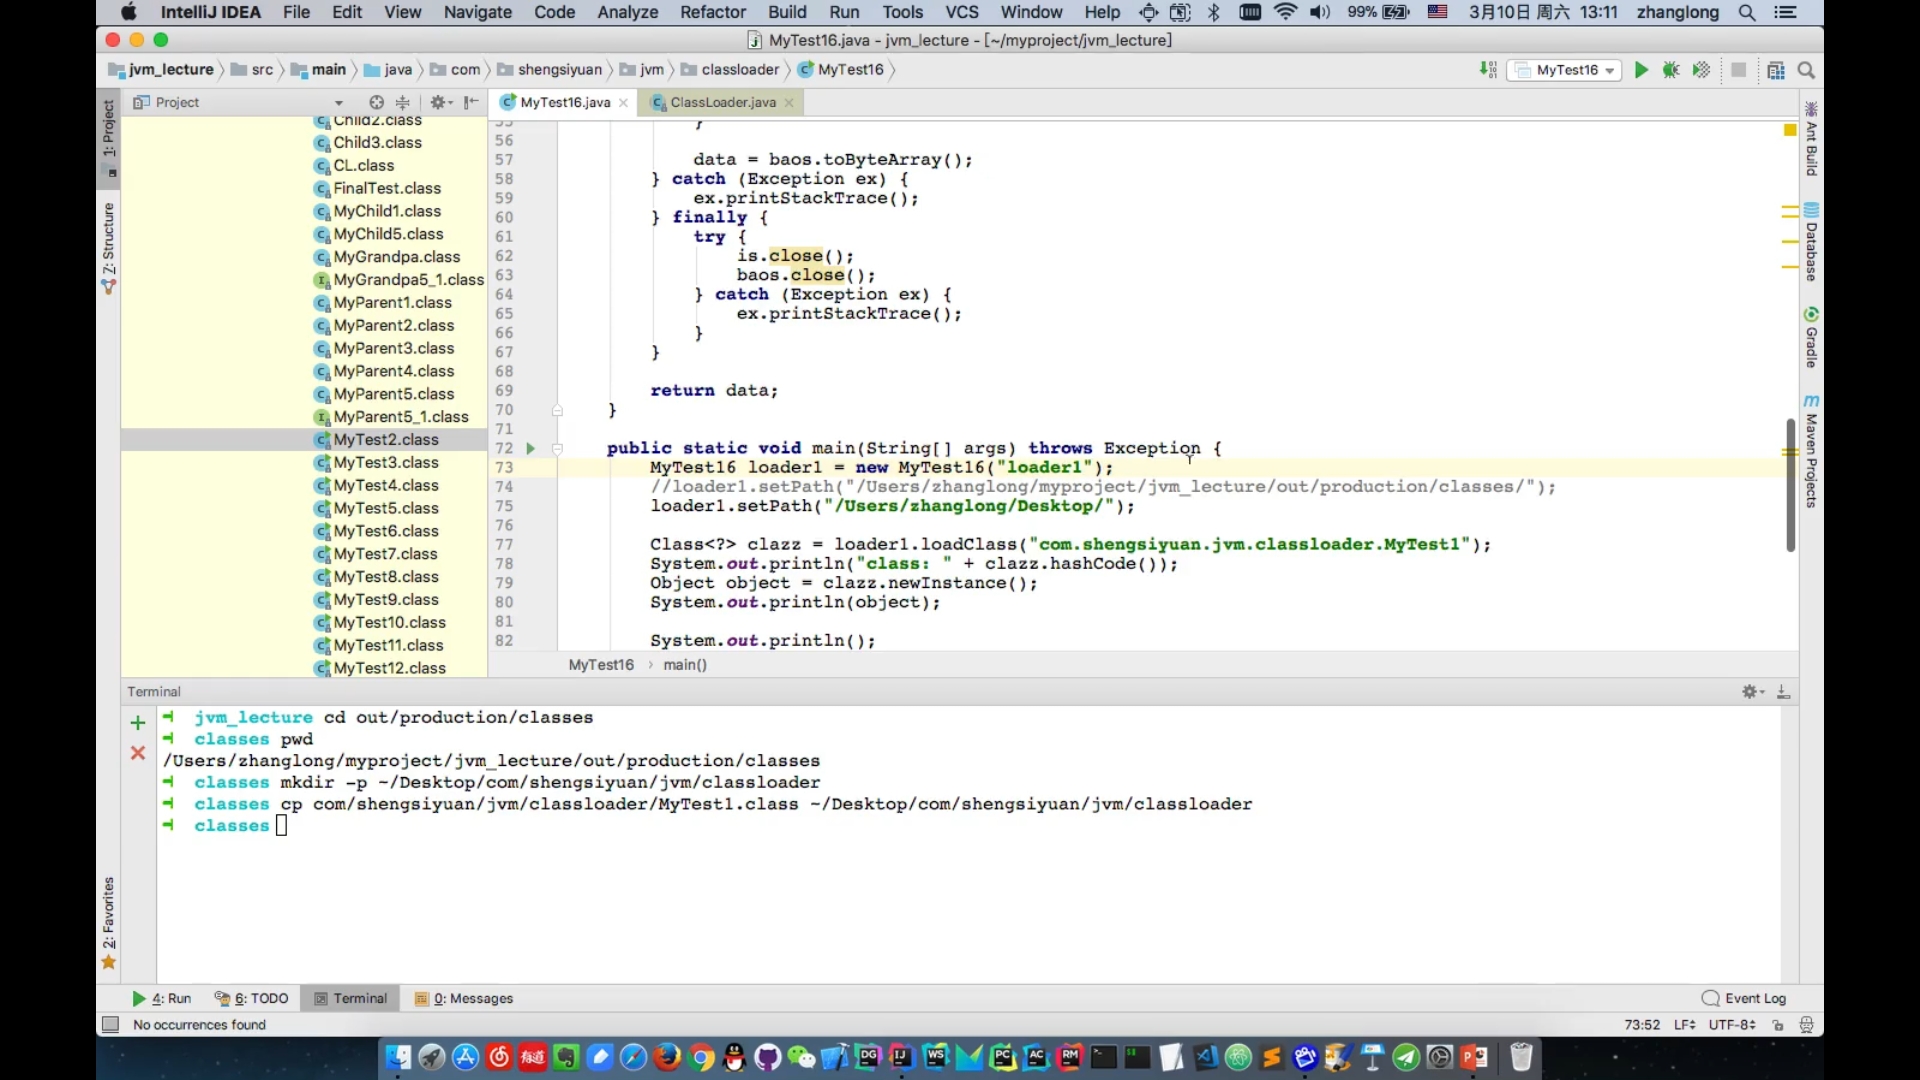 IntelliJ IDEA File Edit View Navigate Code Analyze Refactor Build Run Tools VCS Window Help 99% 3月10日 周六 13:11 zhanglong
MyTest16.java - jvm_lecture - [~/myproject/jvm_lecture]
jvm_lecture src main java com shengsiyuan jvm classloader MyTest16 MyTest16
Project MyTest16.java ClassLoader.java
1: Project
Z: Structure
2: Favorites
Child2.class
Child3.class
CL.class
FinalTest.class
MyChild1.class
MyChild5.class
MyGrandpa.class
MyGrandpa5_1.class
MyParent1.class
MyParent2.class
MyParent3.class
MyParent4.class
MyParent5.class
MyParent5_1.class
MyTest2.class
MyTest3.class
MyTest4.class
MyTest5.class
MyTest6.class
MyTest7.class
MyTest8.class
MyTest9.class
MyTest10.class
MyTest11.class
MyTest12.class
55 }
56
57 data = baos.toByteArray();
58 } catch (Exception ex) {
59 ex.printStackTrace();
60 } finally {
61 try {
62 is.close();
63 baos.close();
64 } catch (Exception ex) {
65 ex.printStackTrace();
66 }
67 }
68
69 return data;
70 }
71
72 public static void main(String[] args) throws Exception {
73 MyTest16 loader1 = new MyTest16("loader1");
74 //loader1.setPath("/Users/zhanglong/myproject/jvm_lecture/out/production/classes/");
75 loader1.setPath("/Users/zhanglong/Desktop/");
76
77 Class<?> clazz = loader1.loadClass("com.shengsiyuan.jvm.classloader.MyTest1");
78 System.out.println("class: " + clazz.hashCode());
79 Object object = clazz.newInstance();
80 System.out.println(object);
81
82 System.out.println();
MyTest16 › main()
Ant Build
Database
Gradle
Maven Projects
Terminal
jvm_lecture cd out/production/classes
classes pwd
/Users/zhanglong/myproject/jvm_lecture/out/production/classes
classes mkdir -p ~/Desktop/com/shengsiyuan/jvm/classloader
classes cp com/shengsiyuan/jvm/classloader/MyTest1.class ~/Desktop/com/shengsiyuan/jvm/classloader
classes
4: Run 6: TODO Terminal 0: Messages Event Log
No occurrences found 73:52 LF UTF-8
有道 DG IJ WS PC AC RM P